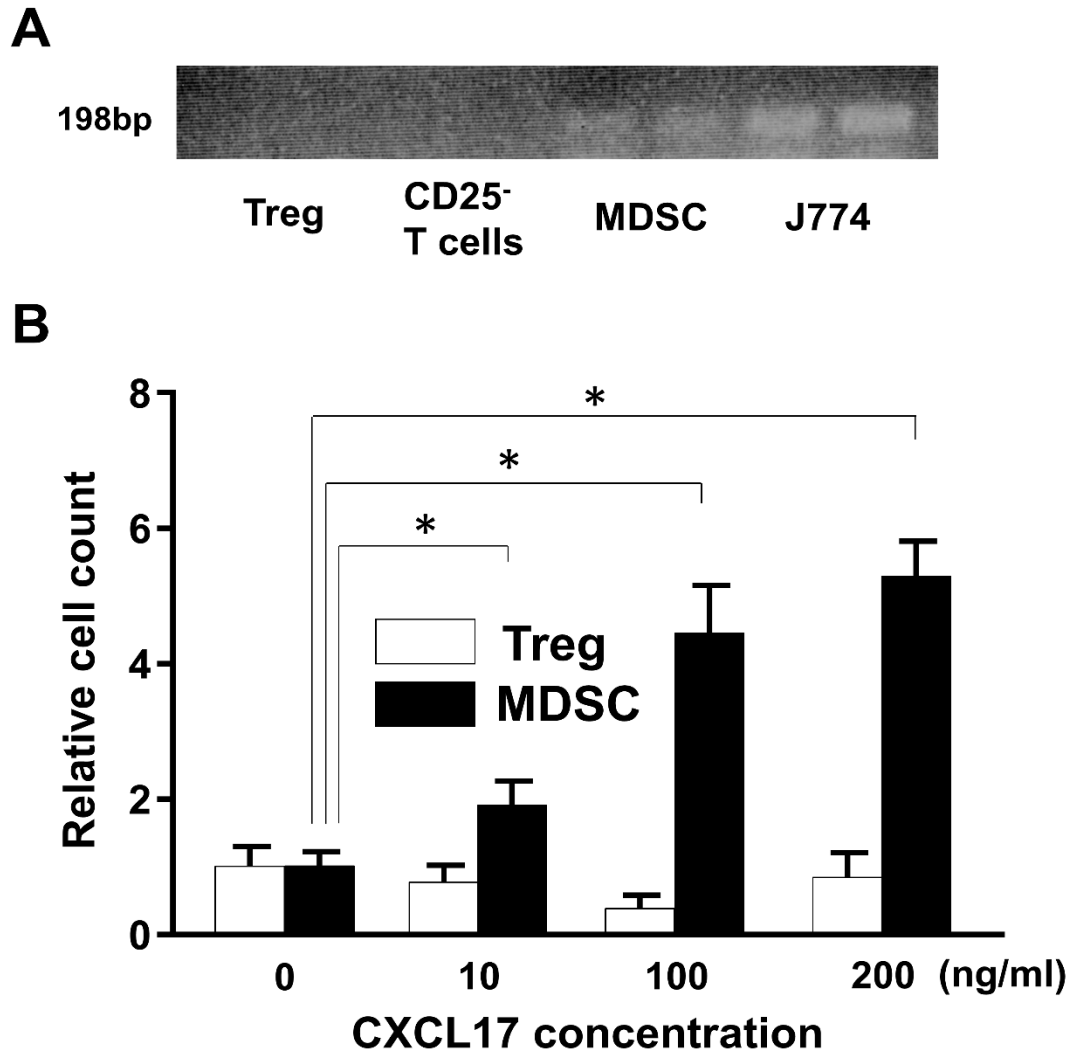 A
198bp
Treg
CD25-
T cells
MDSC
J774
B
8
6
4
2
0
Relative cell count
*
*
*
Treg
MDSC
0
10
100
200
(ng/ml)
CXCL17 concentration